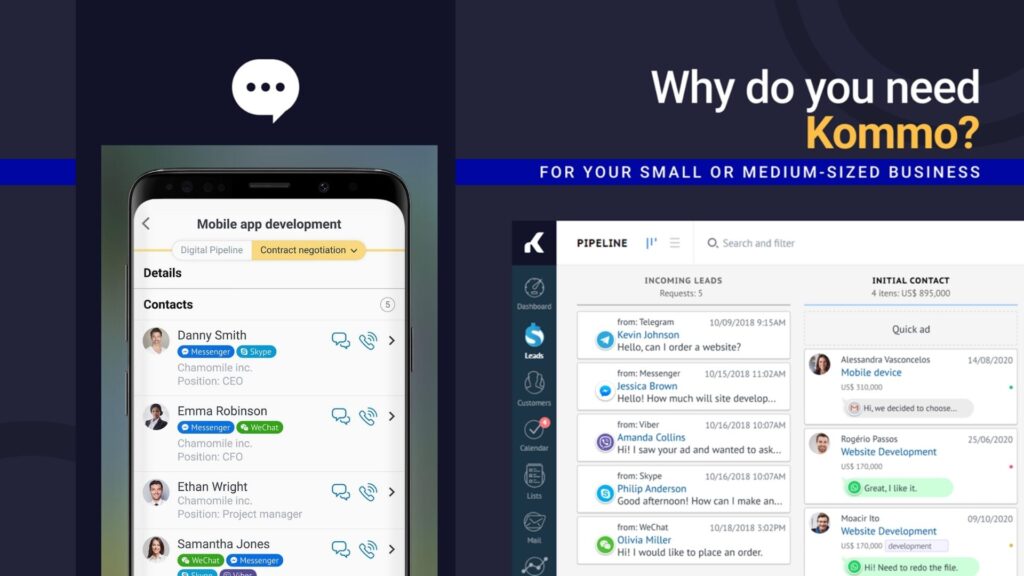 Why do you need
Kommo?
FOR YOUR SMALL OR MEDIUM-SIZED BUSINESS
Mobile app development
Digital Pipeline
Contract negotiation
Details
Contacts
5
Danny Smith
Messenger
Skype
Chamomile inc.
Position: CEO
Emma Robinson
Messenger
WeChat
Chamomile inc.
Position: CFO
Ethan Wright
Chamomile inc.
Position: Project manager
Samantha Jones
WeChat
Messenger
Skype
Viber
Dashboard
Leads
Customers
4
Calendar
Lists
Mail
PIPELINE
Search and filter
INCOMING LEADS
Requests: 5
from: Telegram 10/09/2018 9:15AM
Kevin Johnson
Hello, can I order a website?
from: Messenger 10/15/2018 11:02AM
Jessica Brown
Hello! How much will site develop...
from: Viber 10/16/2018 10:07AM
Amanda Collins
Hi! I saw your ad and wanted to ask...
from: Skype 10/16/2018 10:07AM
Philip Anderson
Good afternoon! How can I make an...
from: WeChat 10/18/2018 5:02PM
Olivia Miller
Hi! I would like to place an order.
INITIAL CONTACT
4 itens: US$ 895,000
Quick ad
Alessandra Vasconcelos 14/08/2020
Mobile device
US$ 310,000
Hi, we decided to choose...
Rogério Passos 25/06/2020
Website Development
US$ 170,000
Great, I like it.
Moacir Ito 09/10/2020
Website Development
US$ 170,000 development
Hi! Need to redo the file.